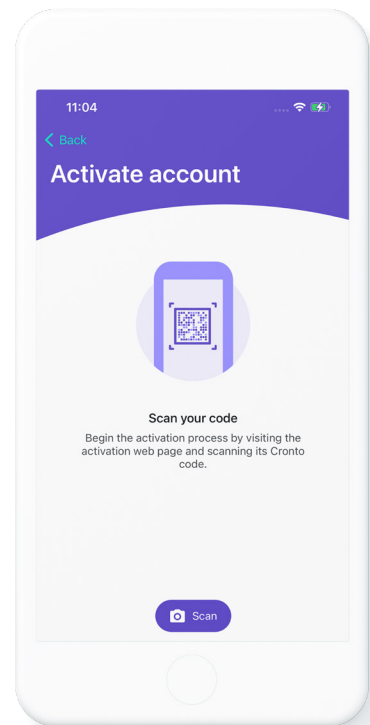 11:04
Back
Activate account
Scan your code
Begin the activation process by visiting the
activation web page and scanning its Cronto
code.
Scan